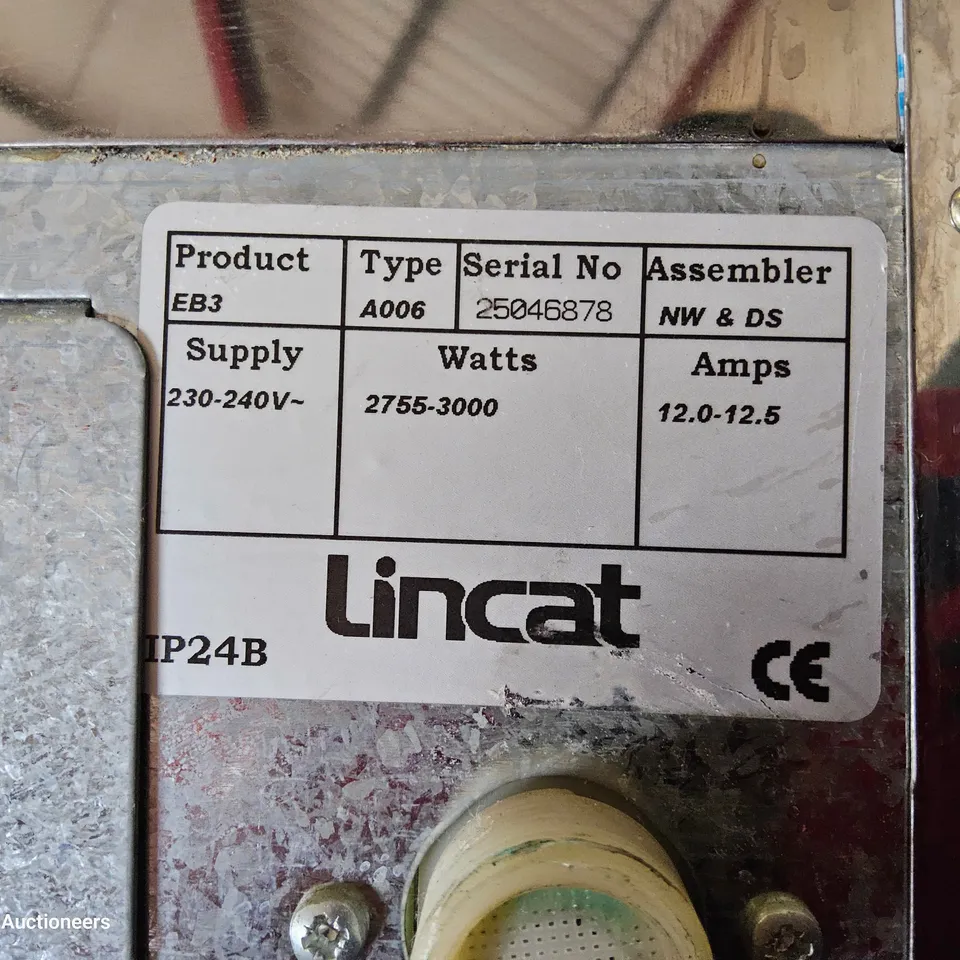 Product Type Serial No Assembler
EB3 A006 25046878 NW & DS
Supply Watts Amps
230-240V~ 2755-3000 12.0-12.5
Lincat
IP24B CE
Auctioneers